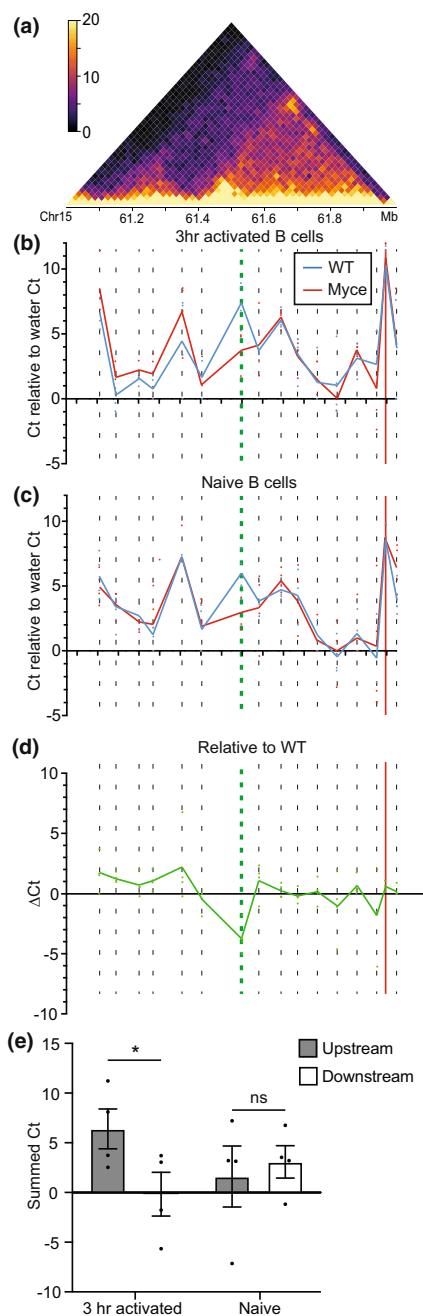 (a)
20
10
0
Chr15 61.2 61.4 61.6 61.8 Mb
(b)
3hr activated B cells
WT
Myce
Ct relative to water Ct
10
5
0
-5
(c)
Naive B cells
Ct relative to water Ct
10
5
0
-5
(d)
Relative to WT
ΔCt
10
5
0
-5
-10
(e)
Upstream
Downstream
*
ns
Summed Ct
15
10
5
0
-5
-10
3 hr activated Naive